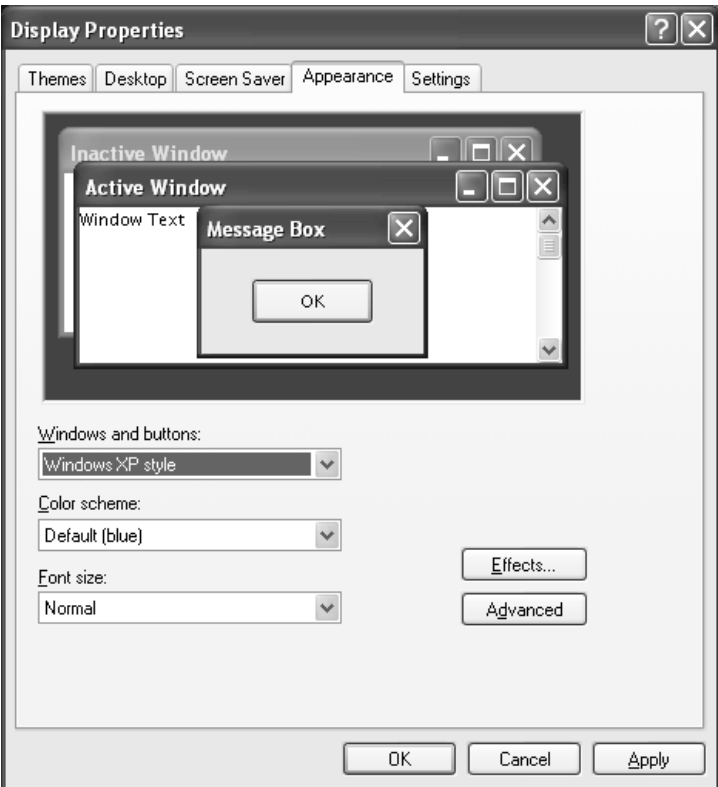 Display Properties
Themes Desktop Screen Saver Appearance Settings
Inactive Window
Active Window
Window Text
Message Box
OK
Windows and buttons:
Windows XP style
Color scheme:
Default (blue)
Effects...
Font size:
Normal
Advanced
OK Cancel Apply